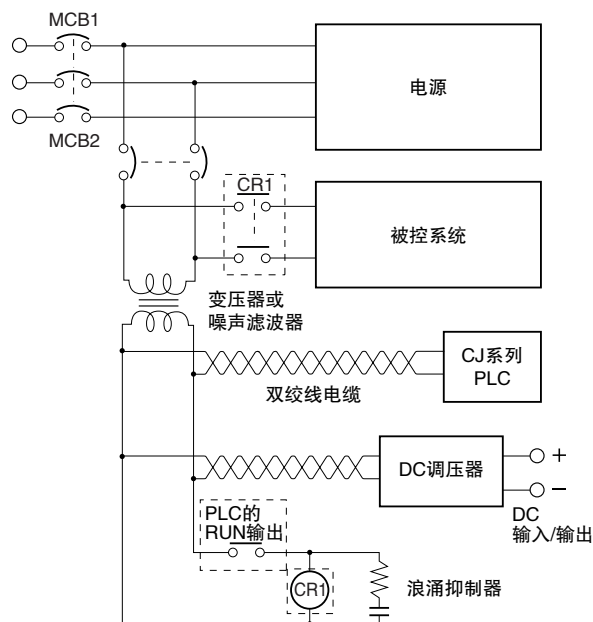 MCB1
电源
MCB2
CR1
被控系统
变压器或
噪声滤波器
CJ系列
PLC
双绞线电缆
DC调压器
+
−
DC
输入/输出
PLC的
RUN输出
CR1
浪涌抑制器